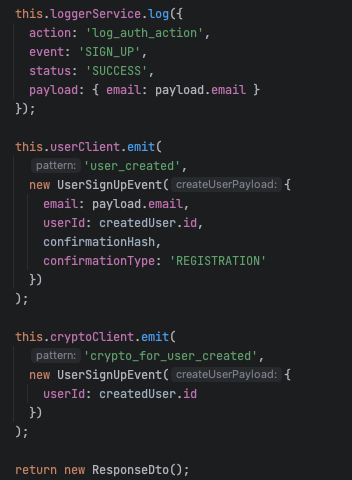 this.loggerService.log({
  action: 'log_auth_action',
  event: 'SIGN_UP',
  status: 'SUCCESS',
  payload: { email: payload.email }
});
this.userClient.emit(
  pattern: 'user_created',
  new UserSignUpEvent( createUserPayload: {
    email: payload.email,
    userId: createdUser.id,
    confirmationHash,
    confirmationType: 'REGISTRATION'
  })
);
this.cryptoClient.emit(
  pattern: 'crypto_for_user_created',
  new UserSignUpEvent( createUserPayload: {
    userId: createdUser.id
  })
);
return new ResponseDto();